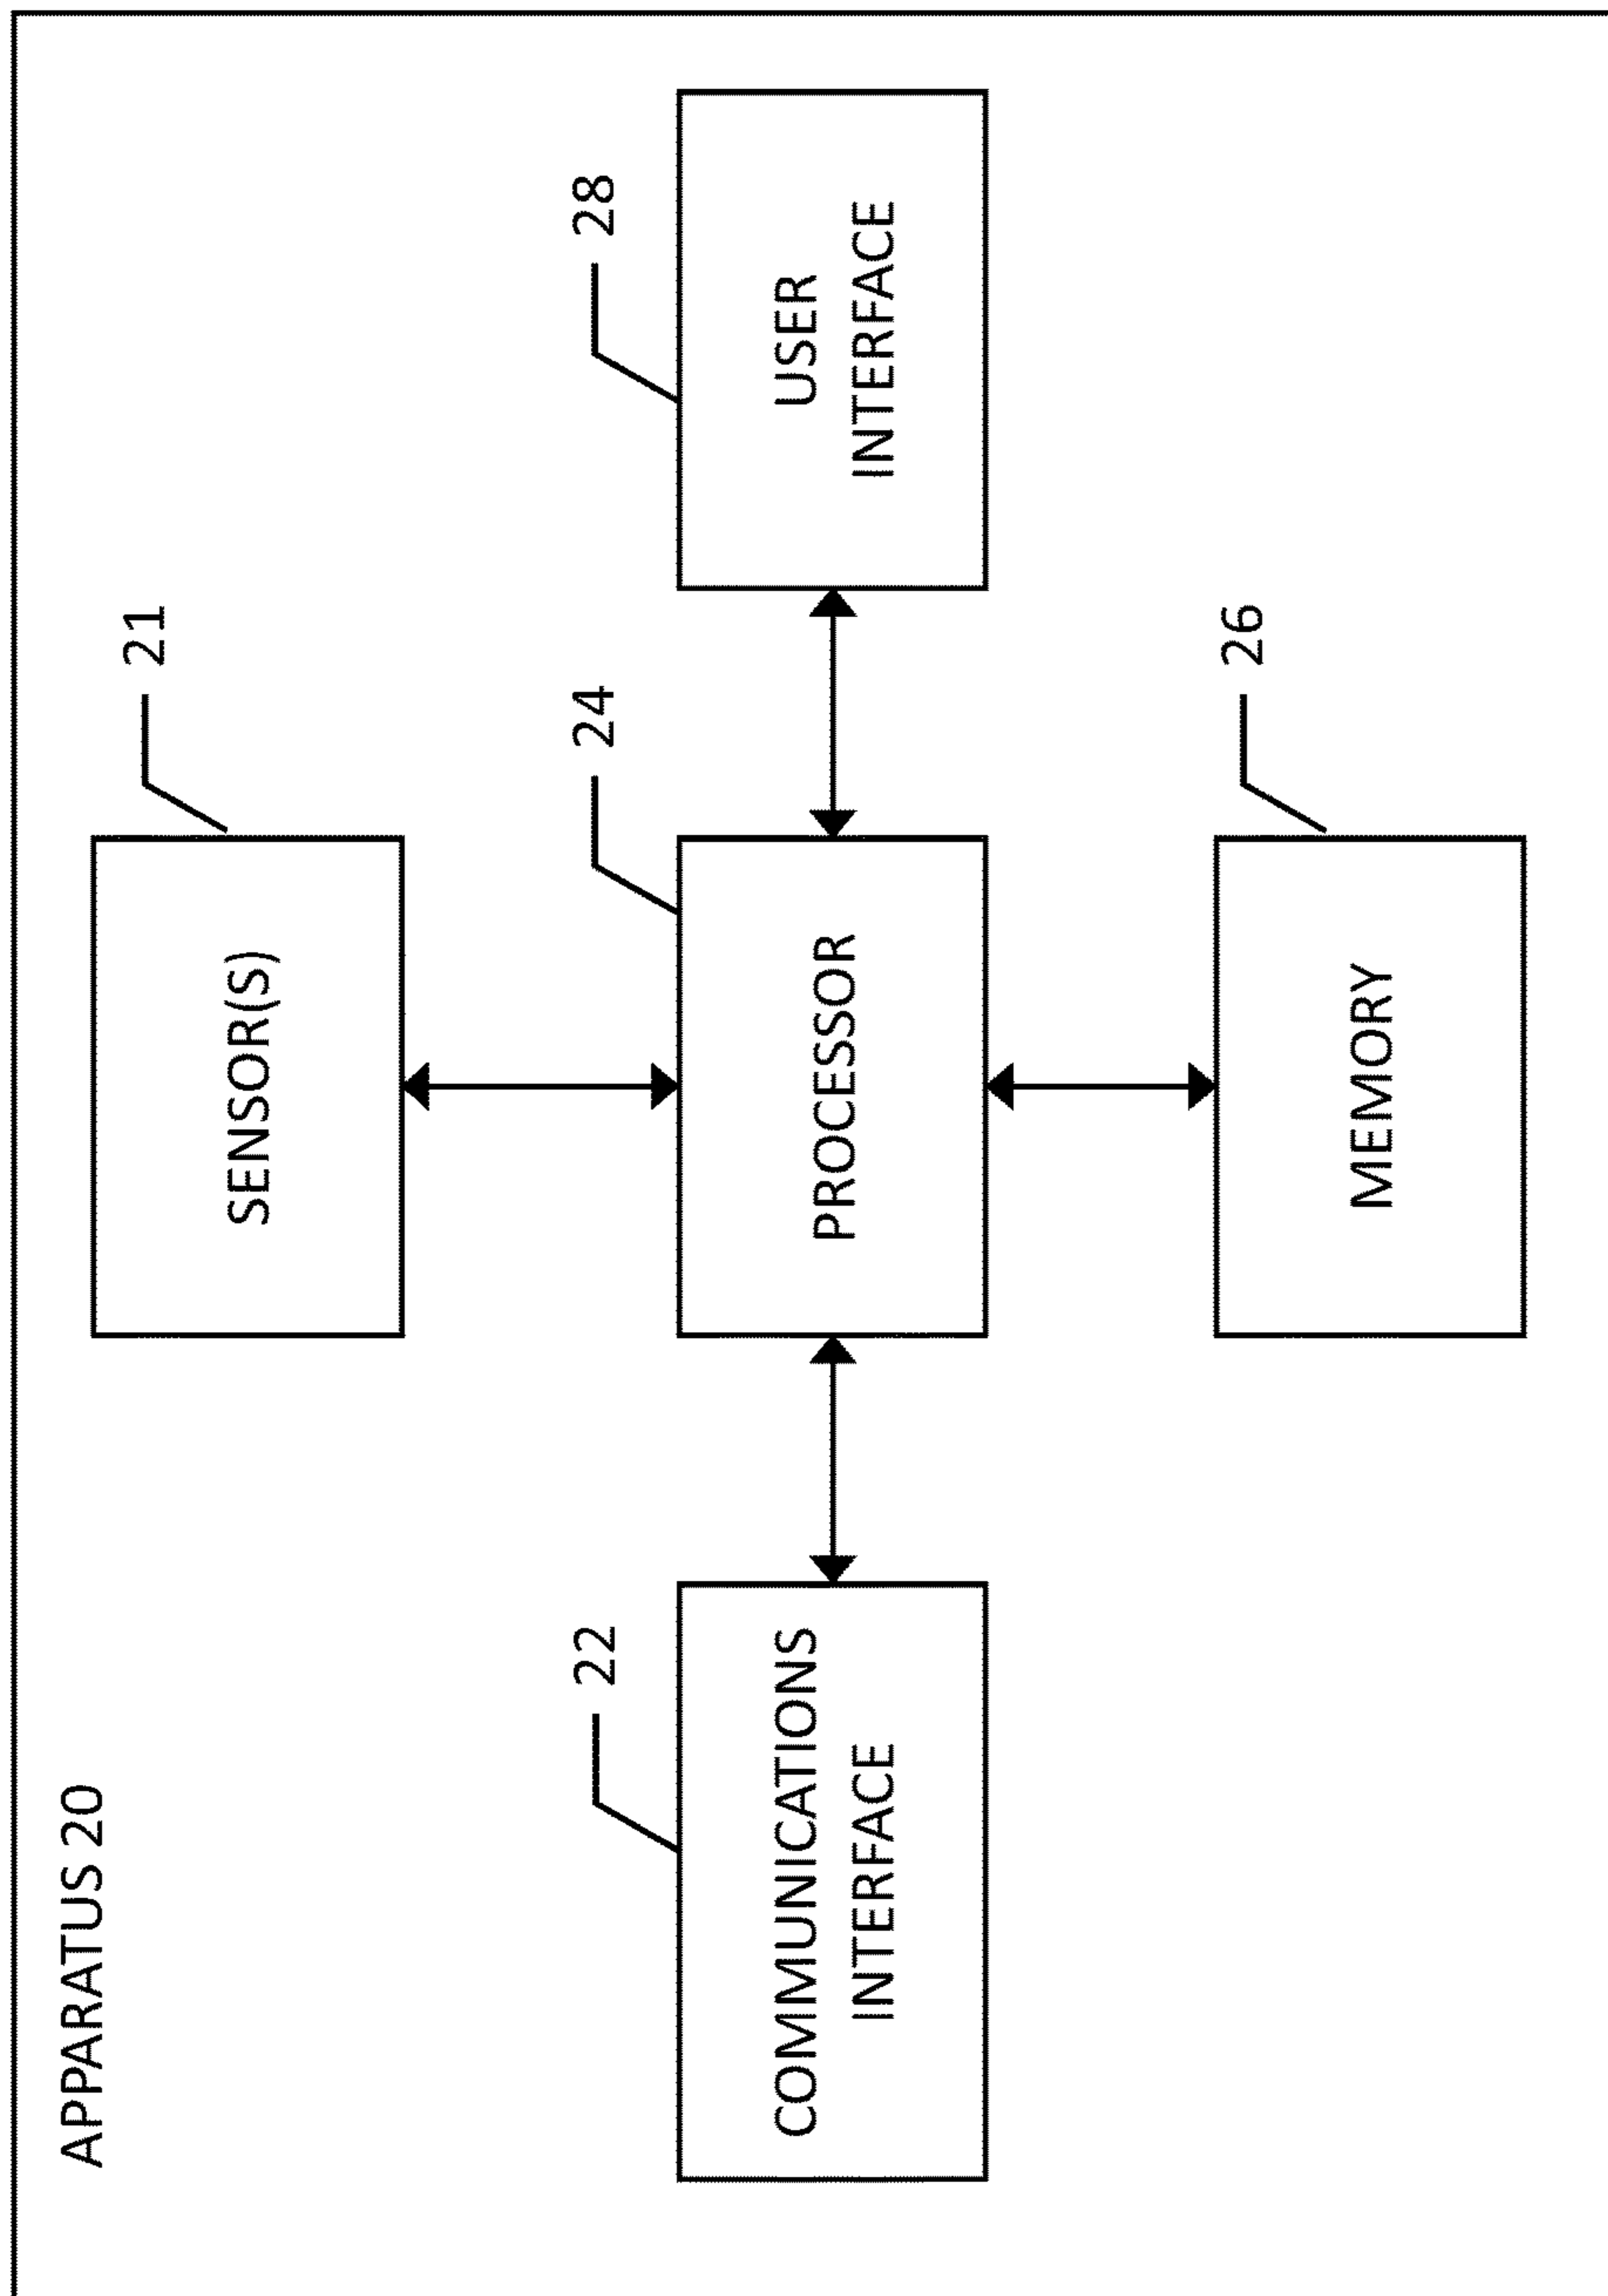 APPARATUS 20
21
SENSOR(S)
22
COMMUNICATIONS
INTERFACE
24
PROCESSOR
28
USER
INTERFACE
26
MEMORY